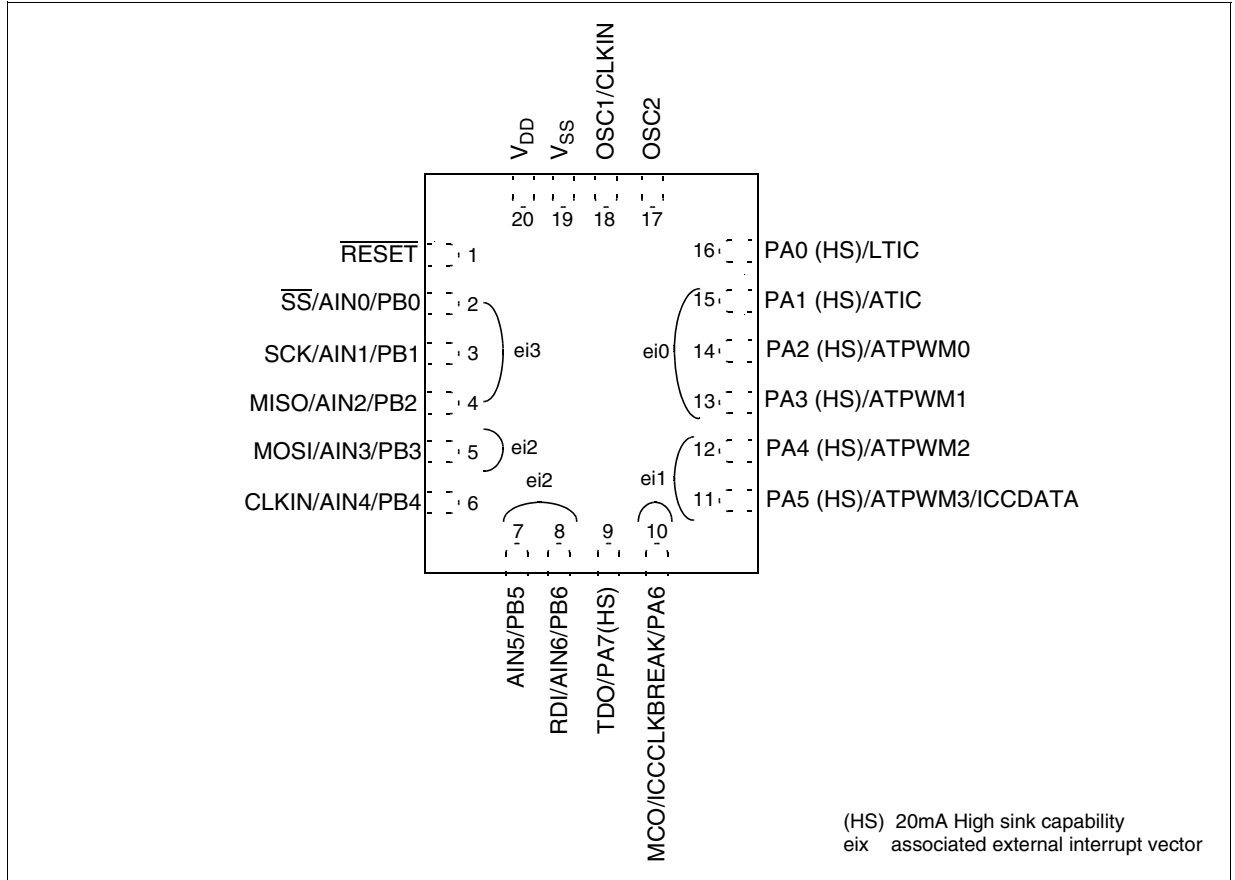 VDD
VSS
OSC1/CLKIN
OSC2
20
19
18
17
RESET
1
SS/AIN0/PB0
2
SCK/AIN1/PB1
3
MISO/AIN2/PB2
4
MOSI/AIN3/PB3
5
CLKIN/AIN4/PB4
6
ei3
ei2
ei2
ei0
ei1
16
PA0 (HS)/LTIC
15
PA1 (HS)/ATIC
14
PA2 (HS)/ATPWM0
13
PA3 (HS)/ATPWM1
12
PA4 (HS)/ATPWM2
11
PA5 (HS)/ATPWM3/ICCDATA
7
8
9
10
AIN5/PB5
RDI/AIN6/PB6
TDO/PA7(HS)
MCO/ICCCLKBREAK/PA6
(HS) 20mA High sink capability
eix associated external interrupt vector